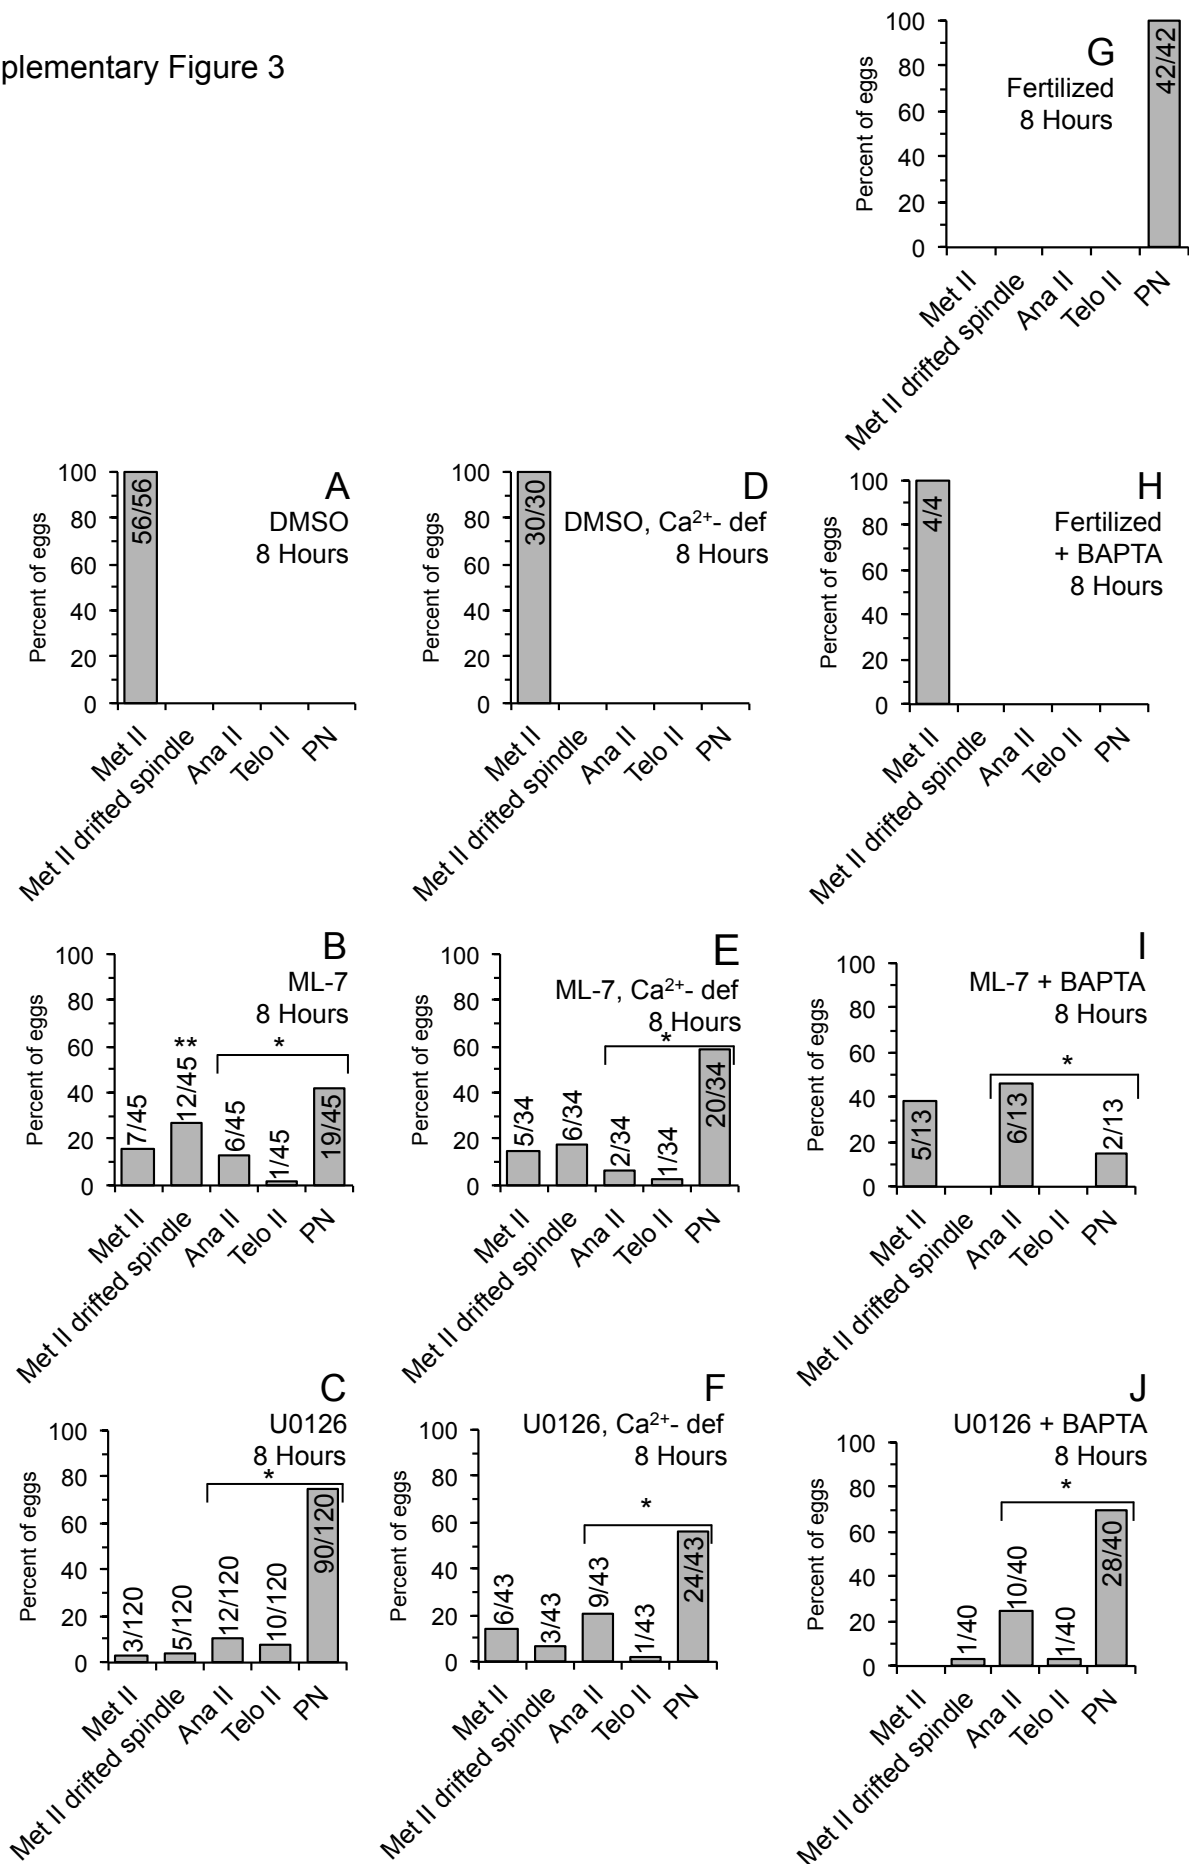 plementary Figure 3
G
Fertilized
8 Hours
Percent of eggs
100
80
60
40
20
0
42/42
Met II
Met II drifted spindle
Ana II
Telo II
PN
A
DMSO
8 Hours
Percent of eggs
100
80
60
40
20
0
56/56
Met II
Met II drifted spindle
Ana II
Telo II
PN
D
DMSO, Ca²⁺- def
8 Hours
Percent of eggs
100
80
60
40
20
0
30/30
Met II
Met II drifted spindle
Ana II
Telo II
PN
H
Fertilized
+ BAPTA
8 Hours
Percent of eggs
100
80
60
40
20
0
4/4
Met II
Met II drifted spindle
Ana II
Telo II
PN
B
ML-7
8 Hours
Percent of eggs
100
80
60
40
20
0
**
*
7/45
12/45
6/45
1/45
19/45
Met II
Met II drifted spindle
Ana II
Telo II
PN
E
ML-7, Ca²⁺- def
8 Hours
Percent of eggs
100
80
60
40
20
0
*
5/34
6/34
2/34
1/34
20/34
Met II
Met II drifted spindle
Ana II
Telo II
PN
I
ML-7 + BAPTA
8 Hours
Percent of eggs
100
80
60
40
20
0
*
5/13
6/13
2/13
Met II
Met II drifted spindle
Ana II
Telo II
PN
C
U0126
8 Hours
Percent of eggs
100
80
60
40
20
0
*
3/120
5/120
12/120
10/120
90/120
Met II
Met II drifted spindle
Ana II
Telo II
PN
F
U0126, Ca²⁺- def
8 Hours
Percent of eggs
100
80
60
40
20
0
*
6/43
3/43
9/43
1/43
24/43
Met II
Met II drifted spindle
Ana II
Telo II
PN
J
U0126 + BAPTA
8 Hours
Percent of eggs
100
80
60
40
20
0
*
1/40
10/40
1/40
28/40
Met II
Met II drifted spindle
Ana II
Telo II
PN